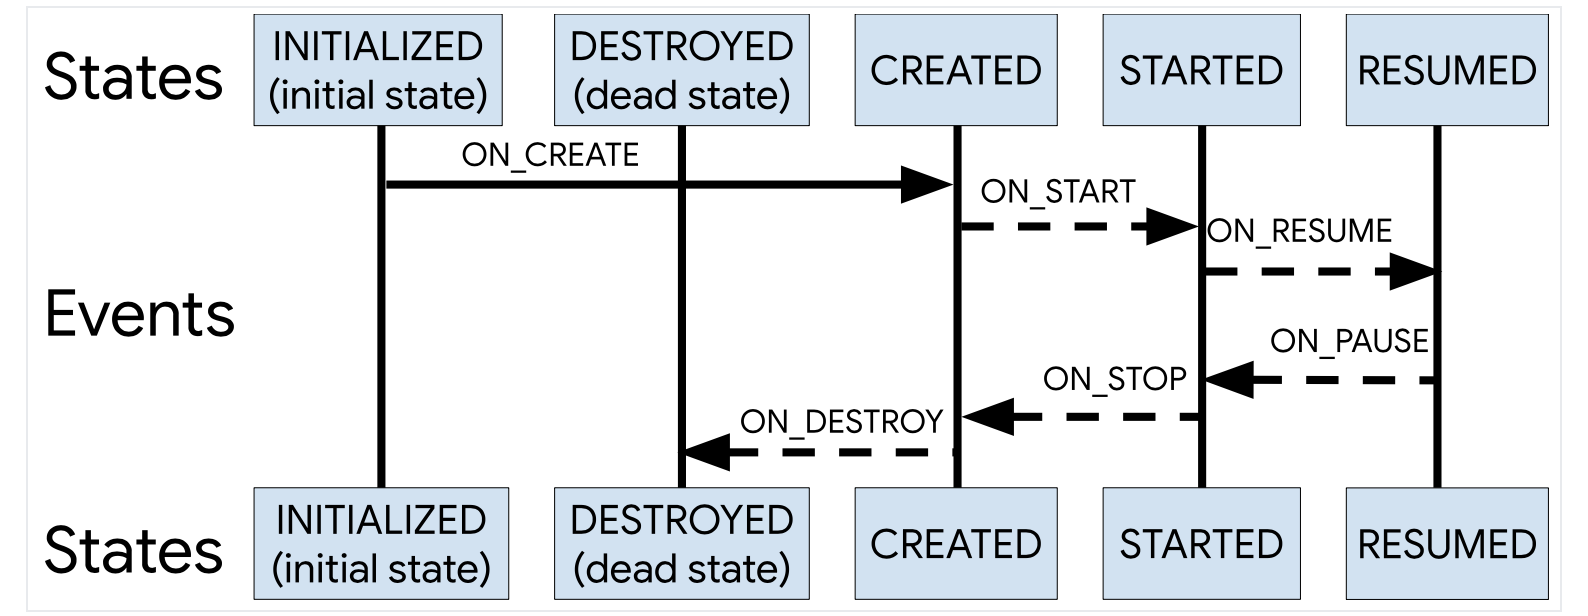 States
INITIALIZED
(initial state)
DESTROYED
(dead state)
CREATED
STARTED
RESUMED
ON_CREATE
ON_START
ON_RESUME
Events
ON_PAUSE
ON_STOP
ON_DESTROY
States
INITIALIZED
(initial state)
DESTROYED
(dead state)
CREATED
STARTED
RESUMED